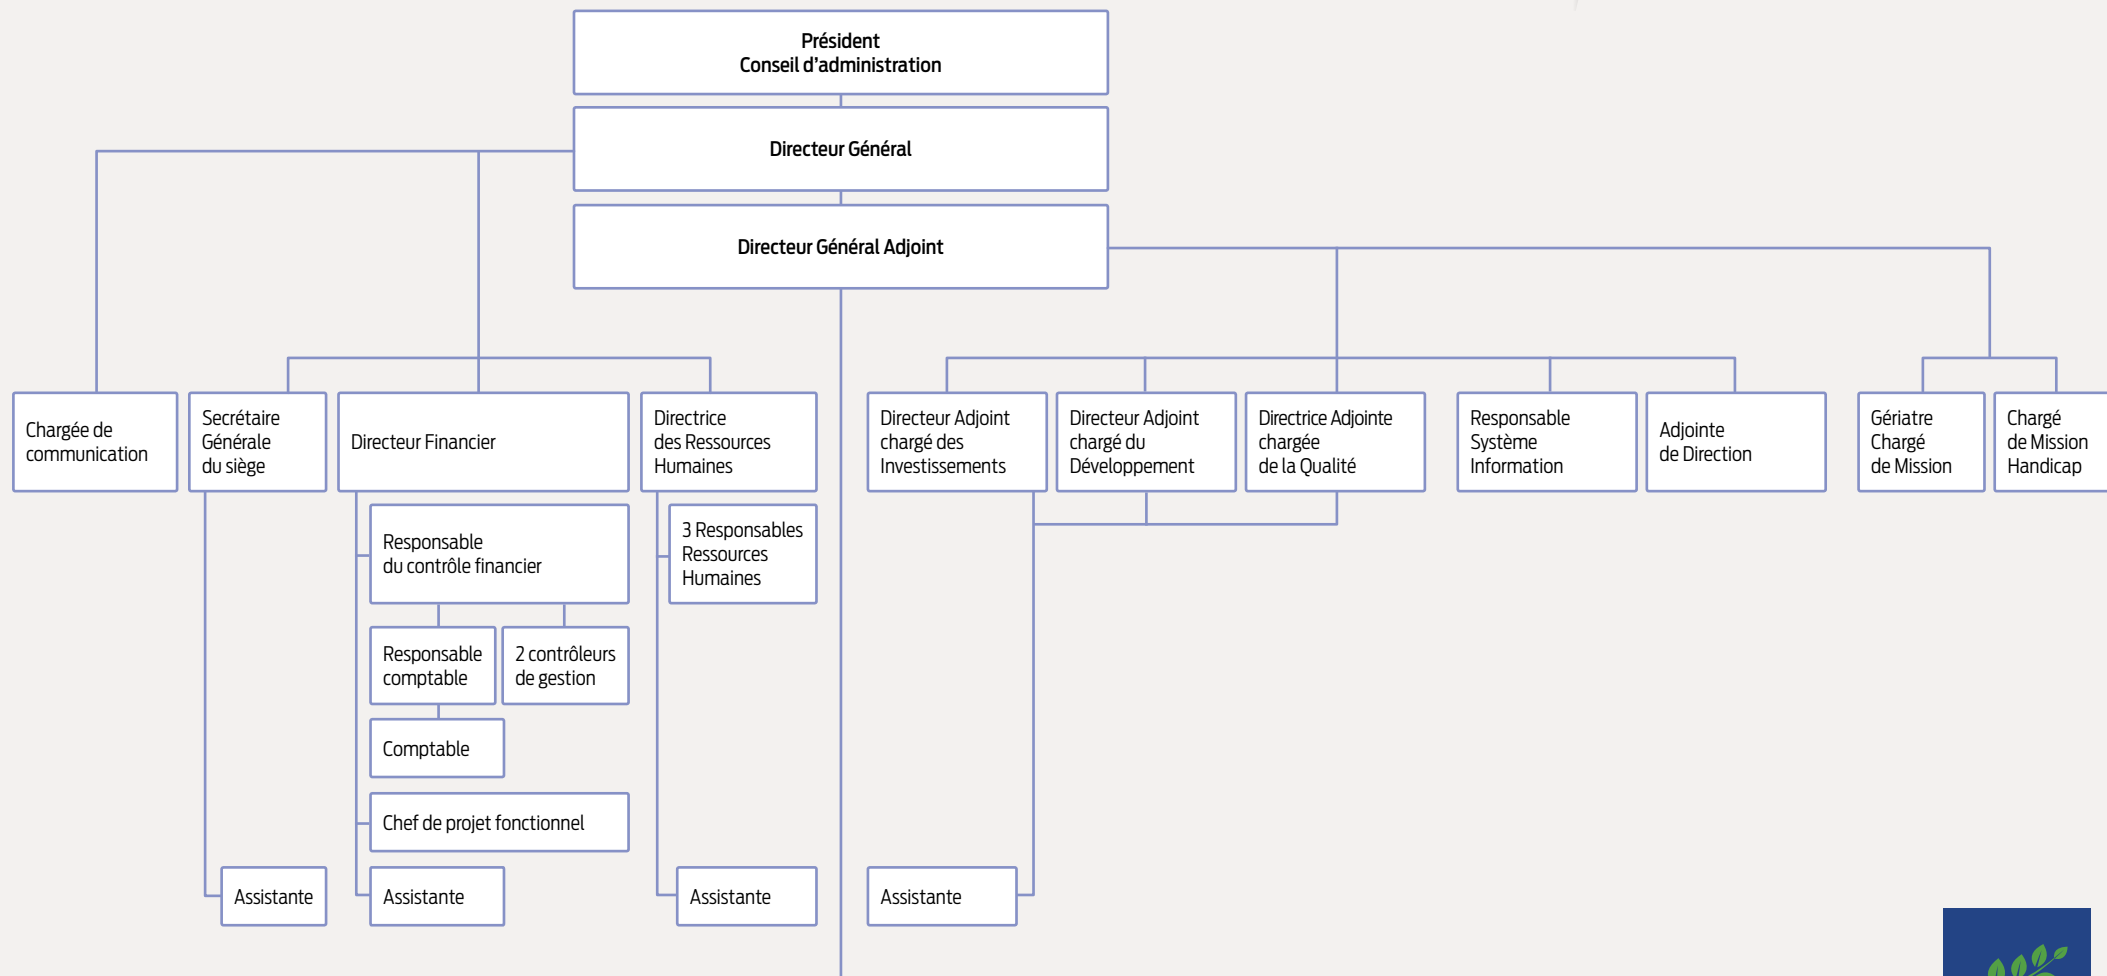 Président
Conseil d'administration
Directeur Général
Directeur Général Adjoint
Chargée de
communication
Secrétaire
Générale
du siège
Directeur Financier
Directrice
des Ressources
Humaines
Directeur Adjoint
chargé des
Investissements
Directeur Adjoint
chargé du
Développement
Directrice Adjointe
chargée
de la Qualité
Responsable
Système
Information
Adjointe
de Direction
Gériatre
Chargé
de Mission
Chargé
de Mission
Handicap
Responsable
du contrôle financier
3 Responsables
Ressources
Humaines
Responsable
comptable
2 contrôleurs
de gestion
Comptable
Chef de projet fonctionnel
Assistante
Assistante
Assistante
Assistante